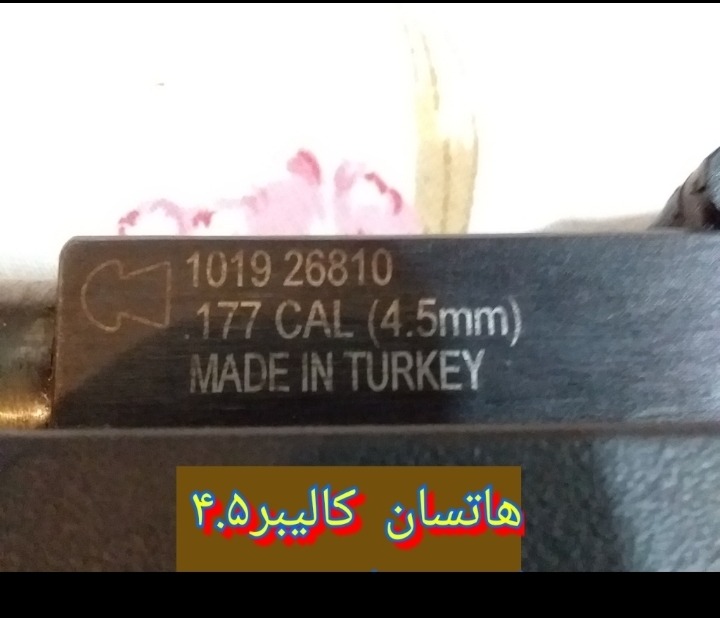 1019 26810
.177 CAL (4.5mm)
MADE IN TURKEY
هاتسان کالیبر۴.۵